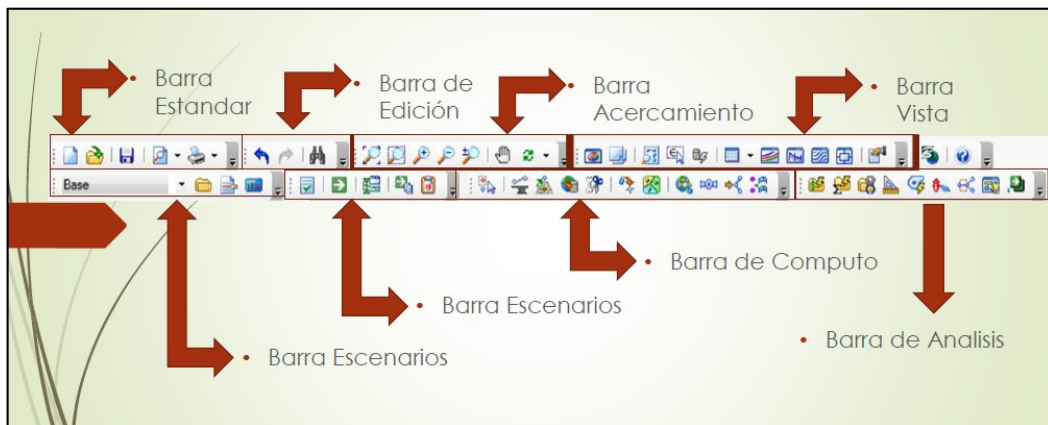 Barra
Estandar
Barra de
Edición
Barra
Acercamiento
Barra
Vista
Base
Barra de Computo
Barra Escenarios
Barra de Analisis
Barra Escenarios